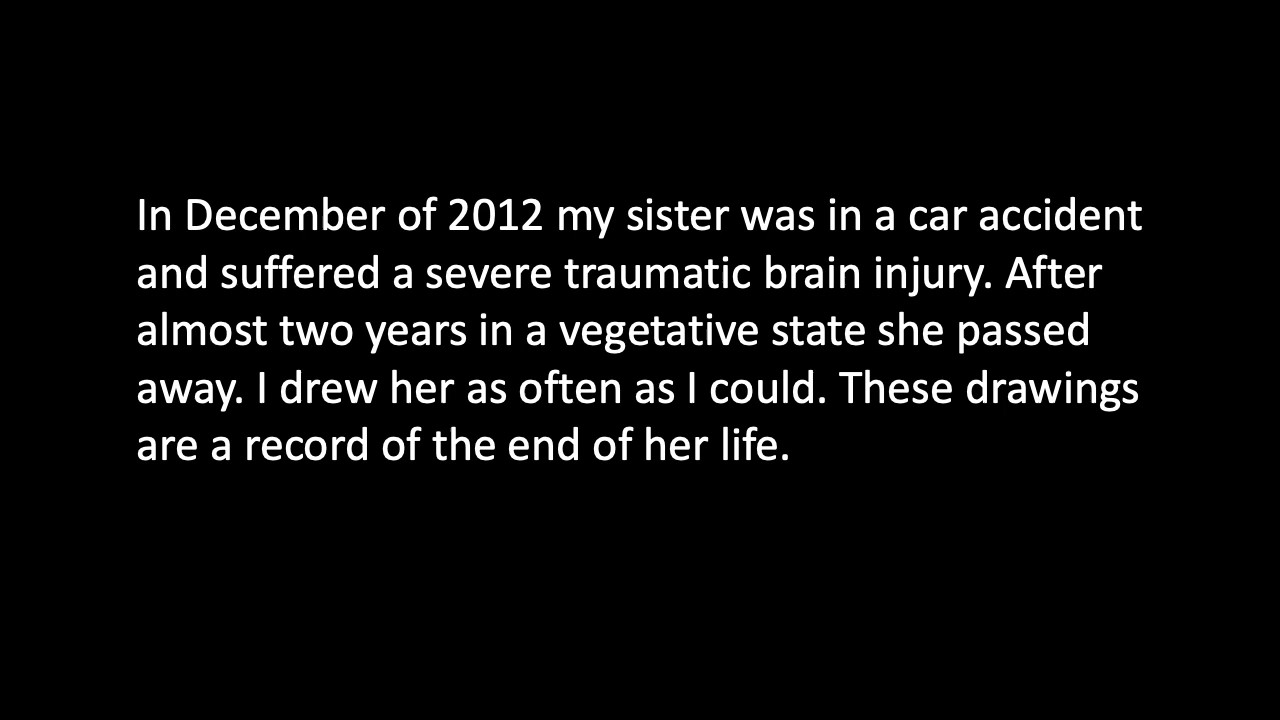 In December of 2012 my sister was in a car accident
and suffered a severe traumatic brain injury. After
almost two years in a vegetative state she passed
away. I drew her as often as I could. These drawings
are a record of the end of her life.